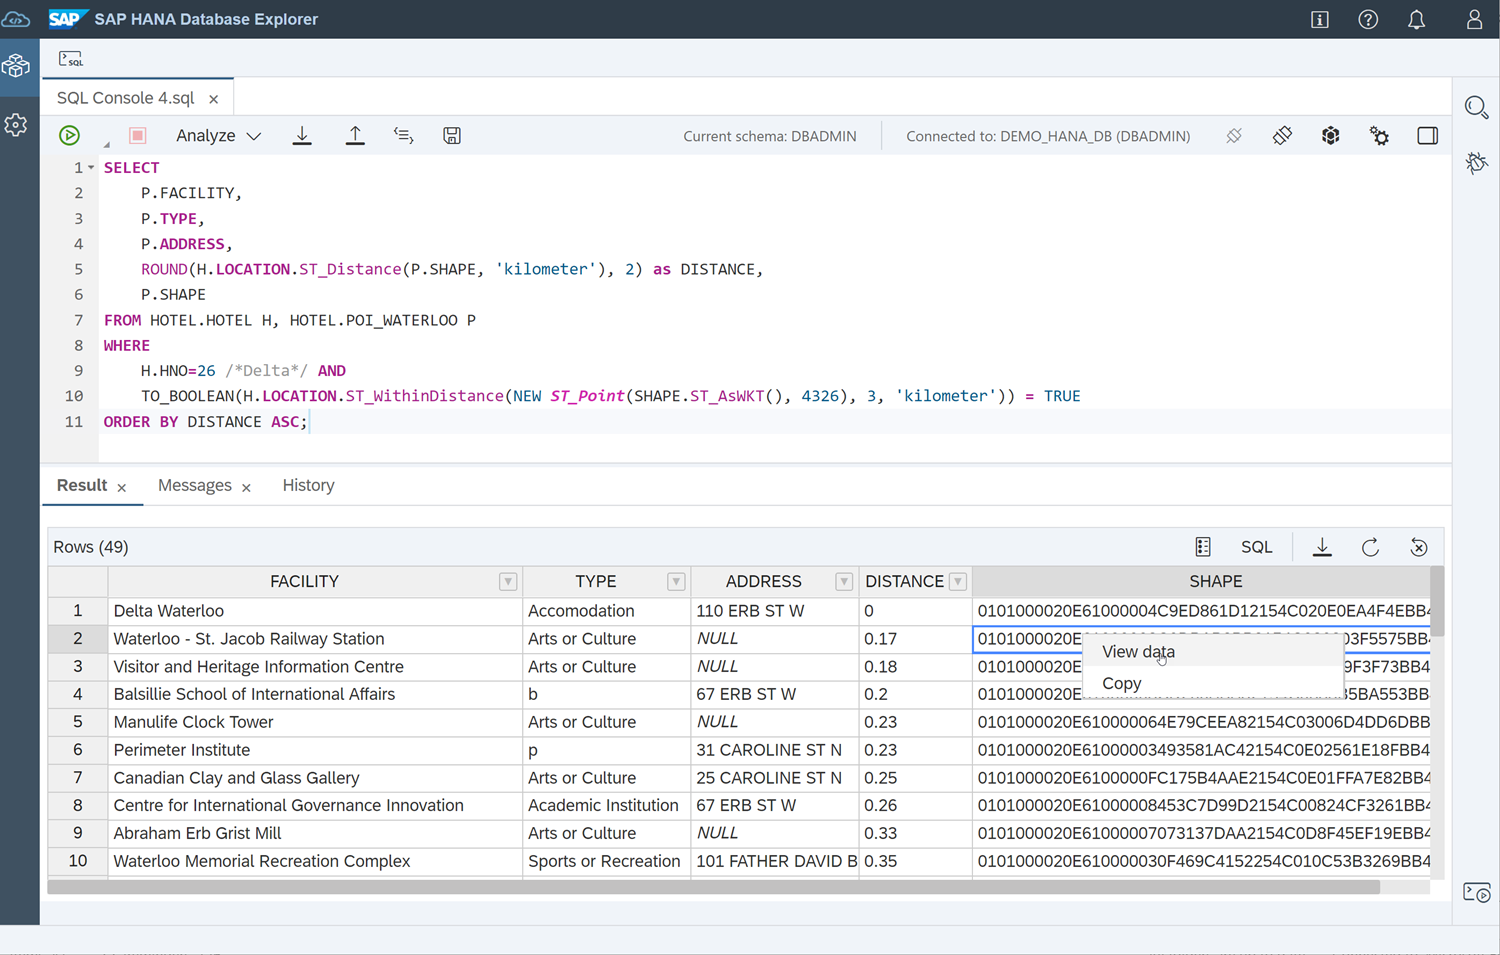 SAP SAP HANA Database Explorer
SQL
SQL Console 4.sql
Analyze Current schema: DBADMIN Connected to: DEMO_HANA_DB (DBADMIN)
1 SELECT
2 P.FACILITY,
3 P.TYPE,
4 P.ADDRESS,
5 ROUND(H.LOCATION.ST_Distance(P.SHAPE, 'kilometer'), 2) as DISTANCE,
6 P.SHAPE
7 FROM HOTEL.HOTEL H, HOTEL.POI_WATERLOO P
8 WHERE
9 H.HNO=26 /*Delta*/ AND
10 TO_BOOLEAN(H.LOCATION.ST_WithinDistance(NEW ST_Point(SHAPE.ST_AsWKT(), 4326), 3, 'kilometer')) = TRUE
11 ORDER BY DISTANCE ASC;
Result Messages History
Rows (49) SQL
FACILITY TYPE ADDRESS DISTANCE SHAPE
1 Delta Waterloo Accomodation 110 ERB ST W 0 0101000020E61000004C9ED861D12154C020E0EA4F4EBB4
2 Waterloo - St. Jacob Railway Station Arts or Culture NULL 0.17 0101000020E
3 Visitor and Heritage Information Centre Arts or Culture NULL 0.18 0101000020E 9F3F73BB4
4 Balsillie School of International Affairs b 67 ERB ST W 0.2 0101000020E
5 Manulife Clock Tower Arts or Culture NULL 0.23 0101000020E610000064E79CEEA82154C03006D4DD6DBB
6 Perimeter Institute p 31 CAROLINE ST N 0.23 0101000020E61000003493581AC42154C0E02561E18FBB4
7 Canadian Clay and Glass Gallery Arts or Culture 25 CAROLINE ST N 0.25 0101000020E6100000FC175B4AAE2154C0E01FFA7E82BB4
8 Centre for International Governance Innovation Academic Institution 67 ERB ST W 0.26 0101000020E61000008453C7D99D2154C00824CF3261BB4
9 Abraham Erb Grist Mill Arts or Culture NULL 0.33 0101000020E61000007073137DAA2154C0D8F45EF19EBB4
10 Waterloo Memorial Recreation Complex Sports or Recreation 101 FATHER DAVID B 0.35 0101000020E610000030F469C4152254C010C53B3269BB4
View data
Copy